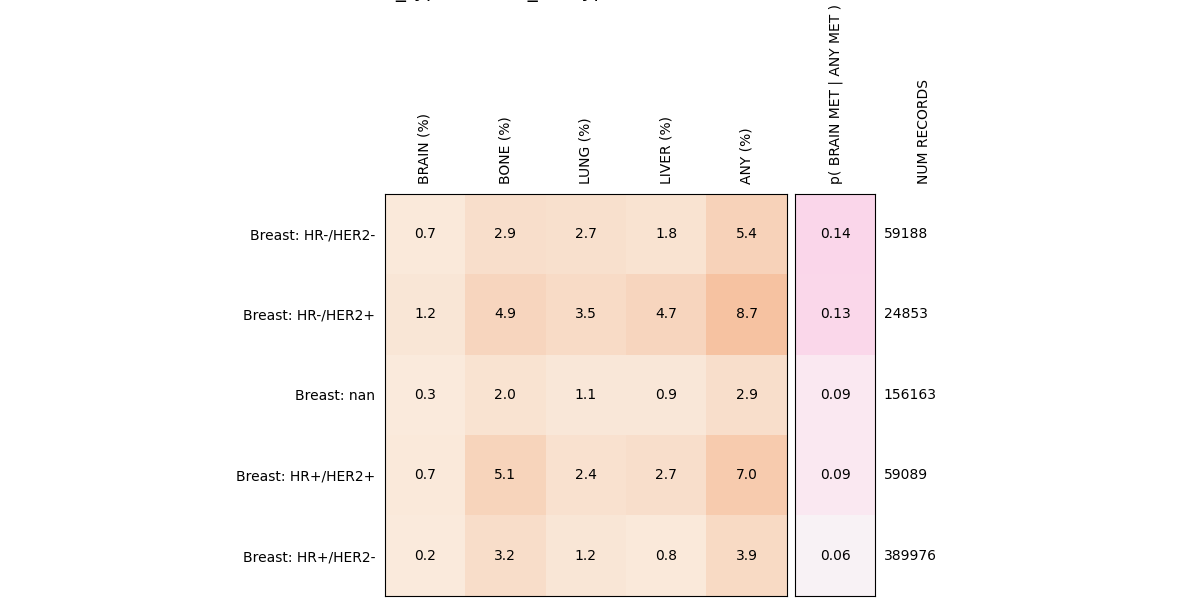 BRAIN (%)
BONE (%)
LUNG (%)
LIVER (%)
ANY (%)
p( BRAIN MET | ANY MET )
NUM RECORDS
Breast: HR-/HER2- 0.7 2.9 2.7 1.8 5.4 0.14 59188
Breast: HR-/HER2+ 1.2 4.9 3.5 4.7 8.7 0.13 24853
Breast: nan 0.3 2.0 1.1 0.9 2.9 0.09 156163
Breast: HR+/HER2+ 0.7 5.1 2.4 2.7 7.0 0.09 59089
Breast: HR+/HER2- 0.2 3.2 1.2 0.8 3.9 0.06 389976